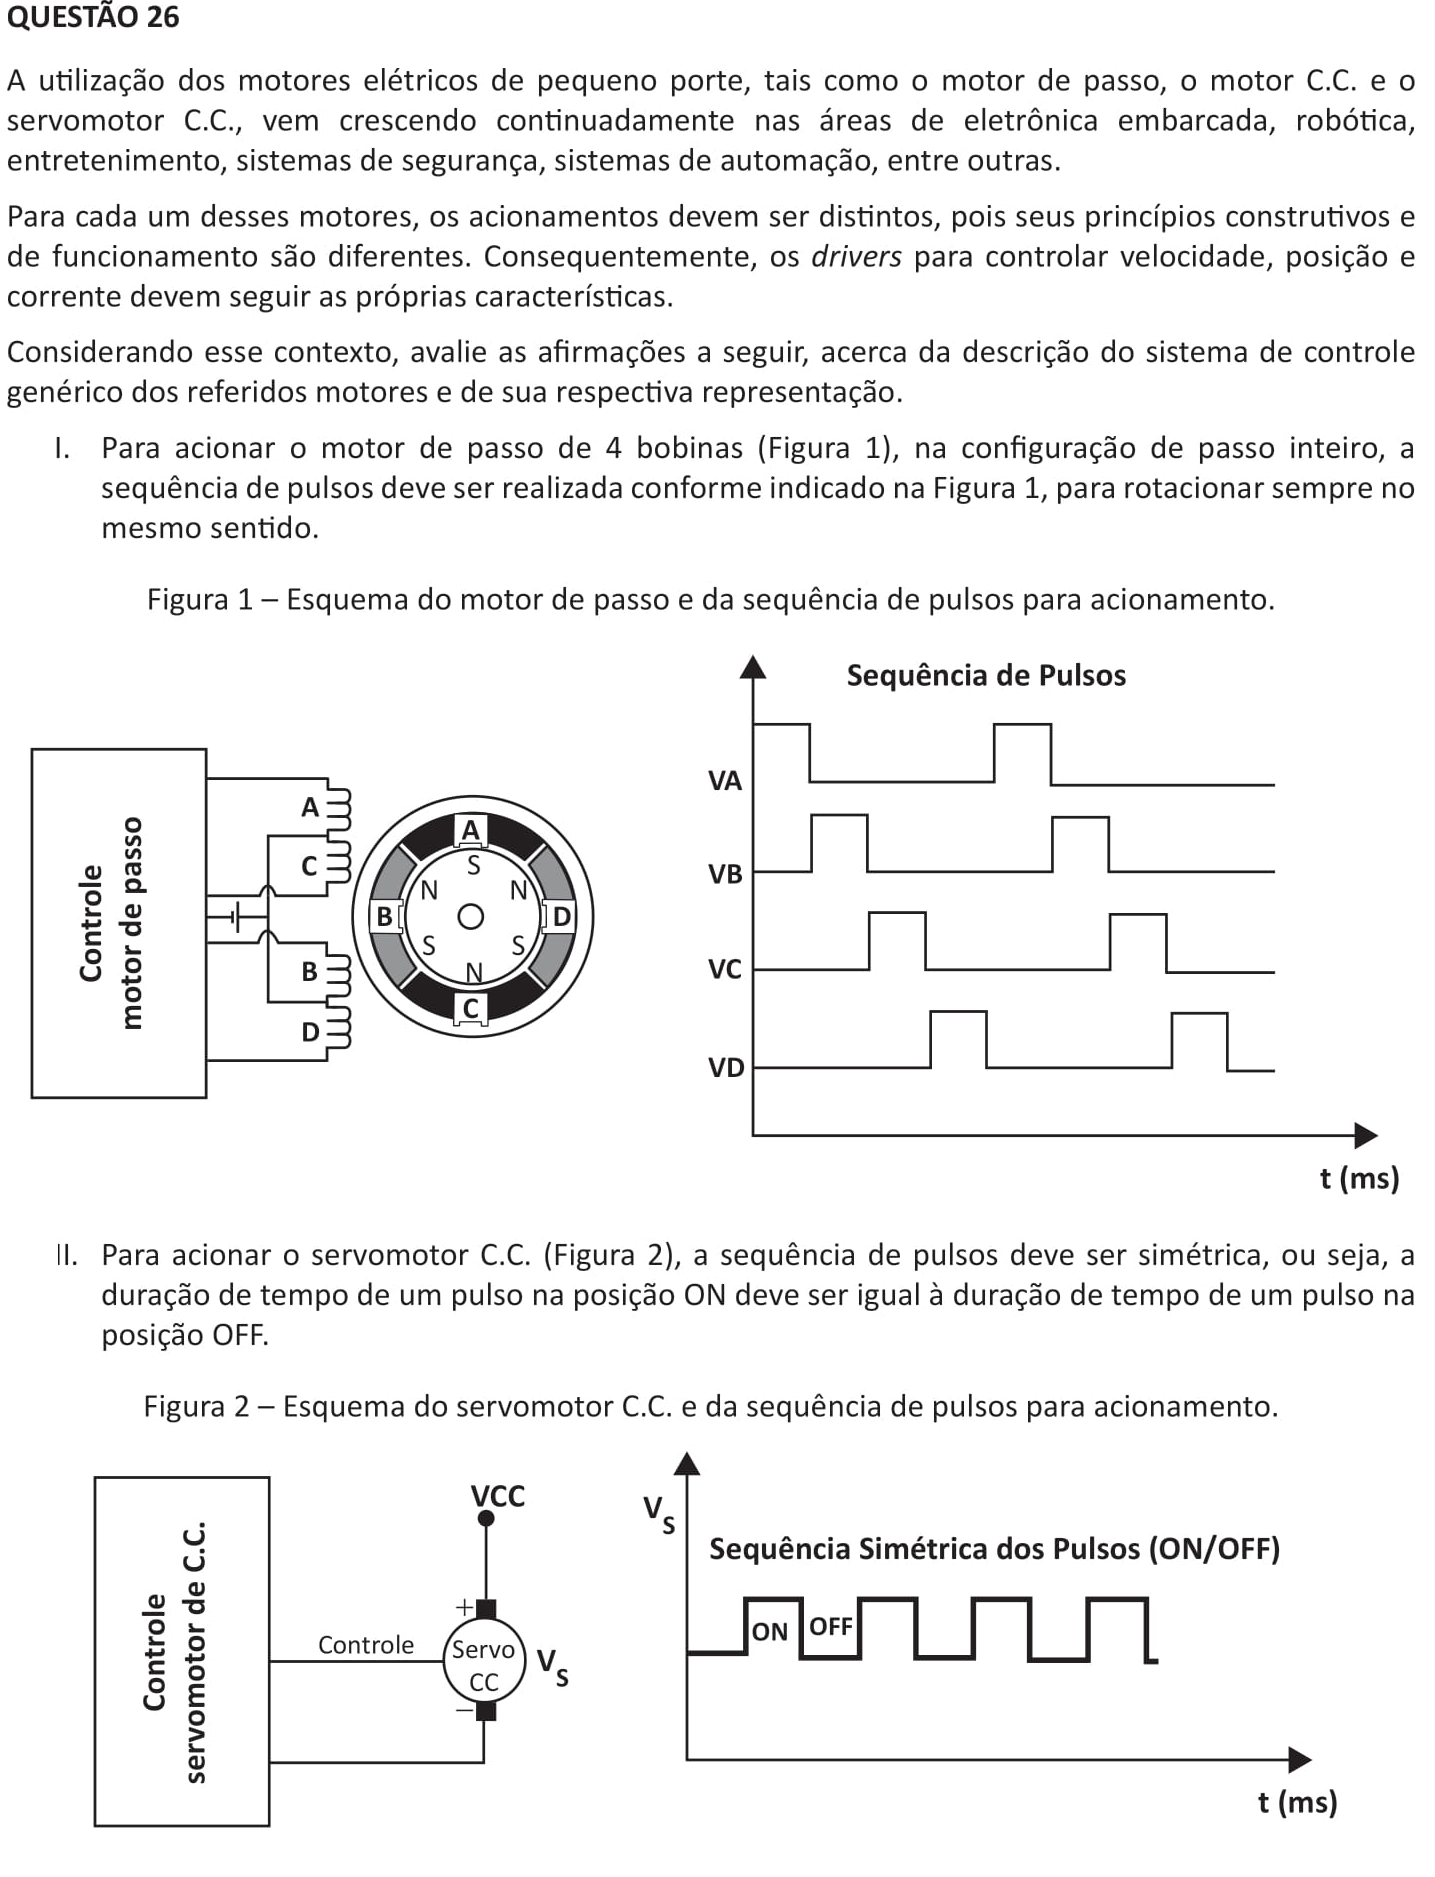 QUESTÃO 26
A utilização dos motores elétricos de pequeno porte, tais como o motor de passo, o motor C.C. e o
servomotor C.C., vem crescendo continuadamente nas áreas de eletrônica embarcada, robótica,
entretenimento, sistemas de segurança, sistemas de automação, entre outras.
Para cada um desses motores, os acionamentos devem ser distintos, pois seus princípios construtivos e
de funcionamento são diferentes. Consequentemente, os drivers para controlar velocidade, posição e
corrente devem seguir as próprias características.
Considerando esse contexto, avalie as afirmações a seguir, acerca da descrição do sistema de controle
genérico dos referidos motores e de sua respectiva representação.
I. Para acionar o motor de passo de 4 bobinas (Figura 1), na configuração de passo inteiro, a
sequência de pulsos deve ser realizada conforme indicado na Figura 1, para rotacionar sempre no
mesmo sentido.
Figura 1 – Esquema do motor de passo e da sequência de pulsos para acionamento.
Controle
motor de passo
A
C
B
D
A
S
N N
B D
S S
N
C
Sequência de Pulsos
VA
VB
VC
VD
t (ms)
II. Para acionar o servomotor C.C. (Figura 2), a sequência de pulsos deve ser simétrica, ou seja, a
duração de tempo de um pulso na posição ON deve ser igual à duração de tempo de um pulso na
posição OFF.
Figura 2 – Esquema do servomotor C.C. e da sequência de pulsos para acionamento.
Controle
servomotor de C.C.
VCC
+
Controle
Servo
CC
VS
–
VS
Sequência Simétrica dos Pulsos (ON/OFF)
ON OFF
t (ms)